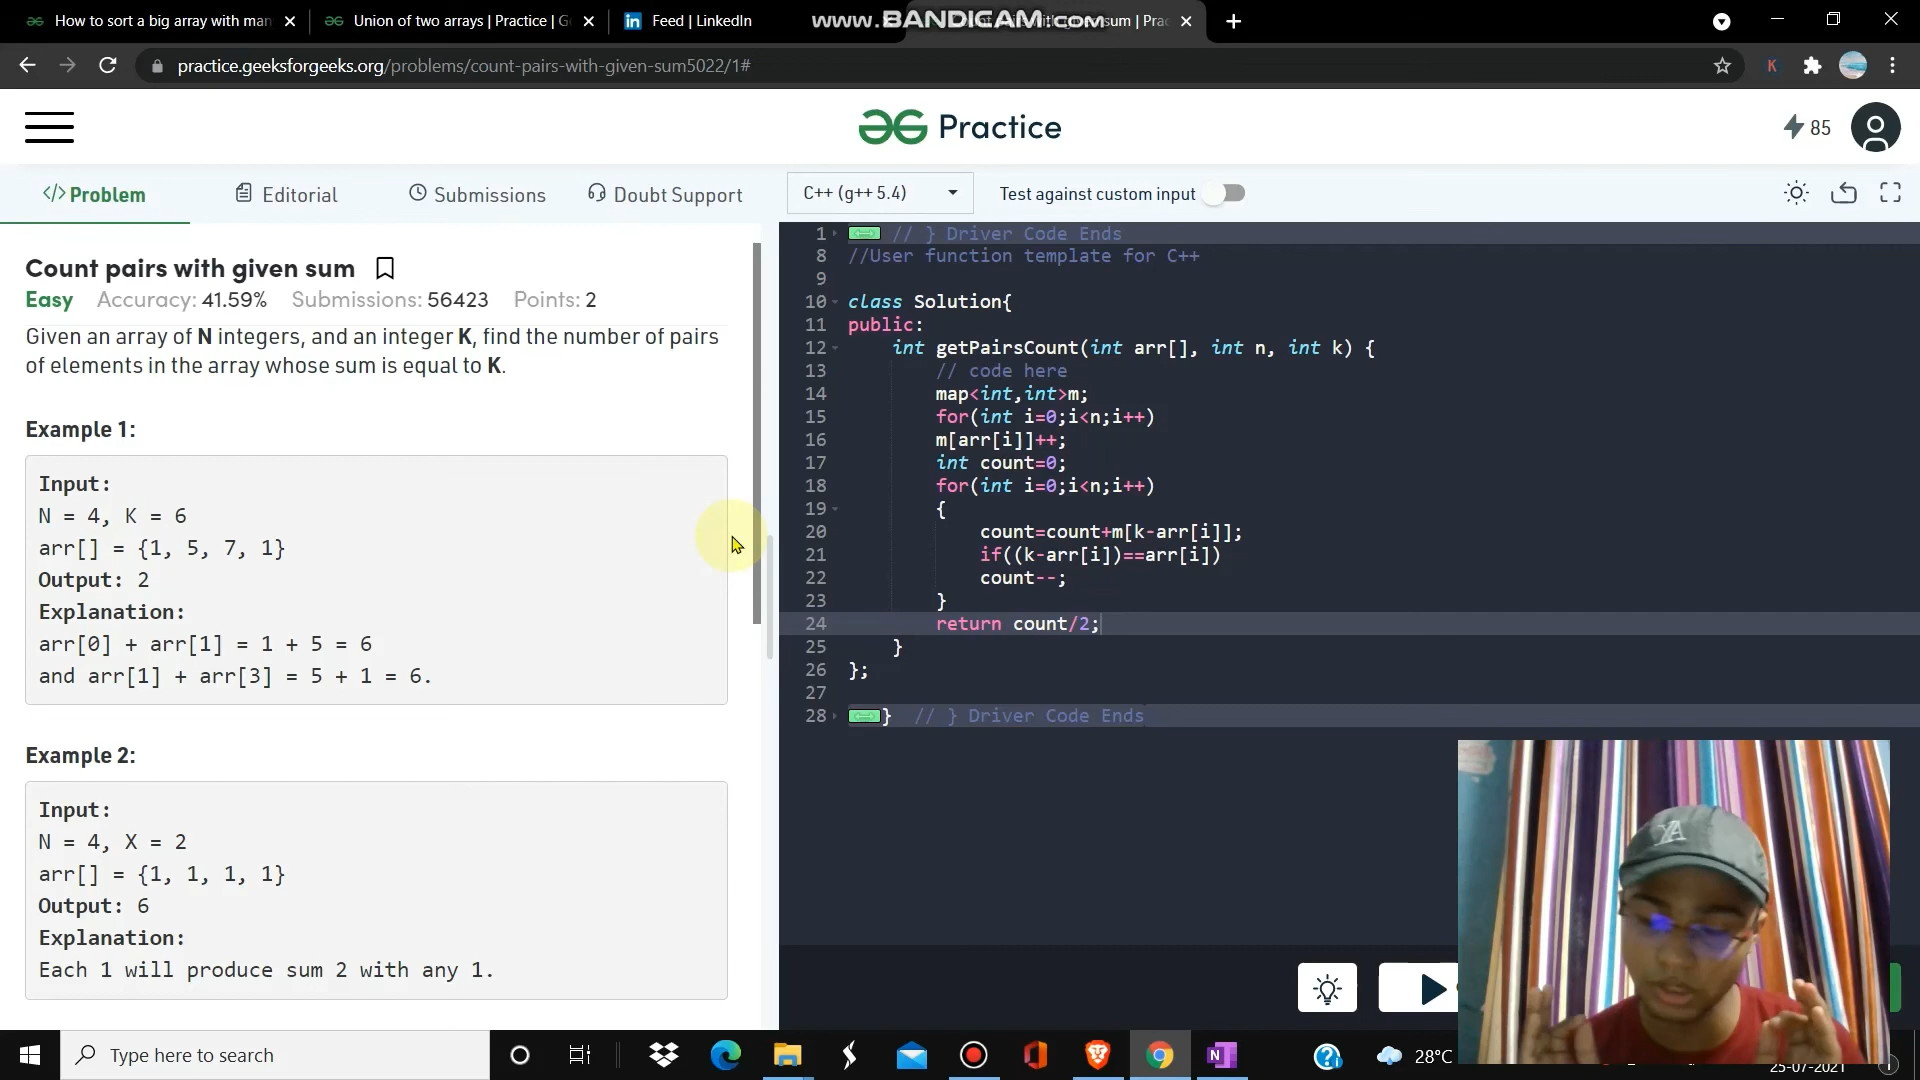 How to sort a big array with man
Union of two arrays | Practice | G
Feed | LinkedIn
www.BANDICAM.com
sum | Pra
practice.geeksforgeeks.org/problems/count-pairs-with-given-sum5022/1#
K
Practice
85
</> Problem
Editorial
Submissions
Doubt Support
C++ (g++ 5.4)
Test against custom input
Count pairs with given sum
Easy Accuracy: 41.59% Submissions: 56423 Points: 2
Given an array of N integers, and an integer K, find the number of pairs
of elements in the array whose sum is equal to K.
Example 1:
Input:
N = 4, K = 6
arr[] = {1, 5, 7, 1}
Output: 2
Explanation:
arr[0] + arr[1] = 1 + 5 = 6
and arr[1] + arr[3] = 5 + 1 = 6.
Example 2:
Input:
N = 4, X = 2
arr[] = {1, 1, 1, 1}
Output: 6
Explanation:
Each 1 will produce sum 2 with any 1.
1 // } Driver Code Ends
8 //User function template for C++
9
10 class Solution{
11 public:
12 int getPairsCount(int arr[], int n, int k) {
13 // code here
14 map<int,int>m;
15 for(int i=0;i<n;i++)
16 m[arr[i]]++;
17 int count=0;
18 for(int i=0;i<n;i++)
19 {
20 count=count+m[k-arr[i]];
21 if((k-arr[i])==arr[i])
22 count--;
23 }
24 return count/2;
25 }
26 };
27
28 } // } Driver Code Ends
YA
Type here to search
N
28°C
25-07-2021
1